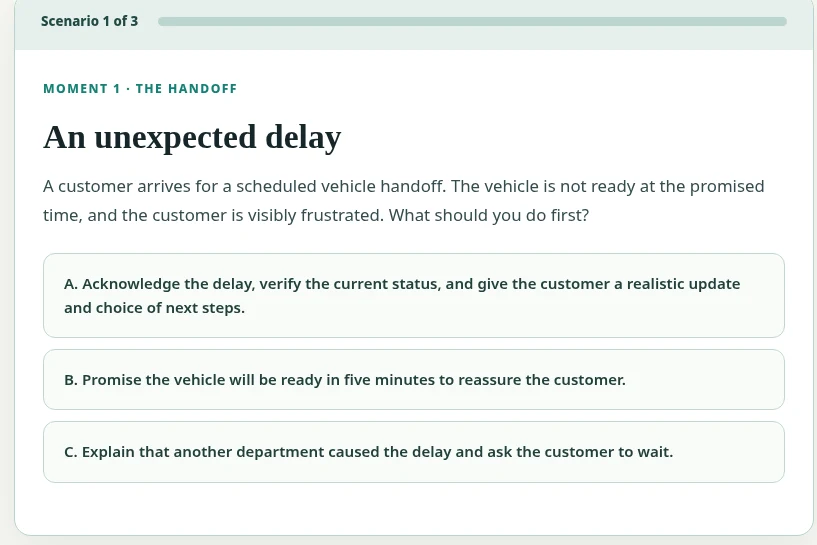 Scenario 1 of 3
MOMENT 1 · THE HANDOFF
An unexpected delay
A customer arrives for a scheduled vehicle handoff. The vehicle is not ready at the promised
time, and the customer is visibly frustrated. What should you do first?
A. Acknowledge the delay, verify the current status, and give the customer a realistic update
and choice of next steps.
B. Promise the vehicle will be ready in five minutes to reassure the customer.
C. Explain that another department caused the delay and ask the customer to wait.